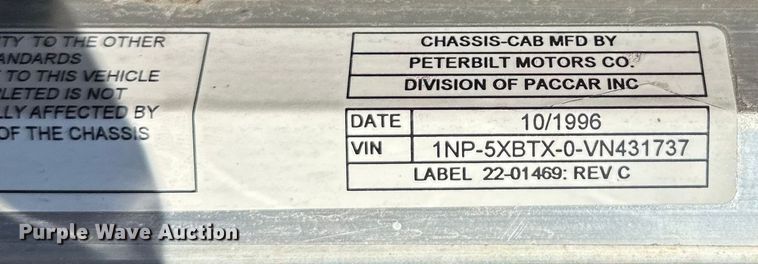 TY TO THE OTHER
ANDARDS
TO THIS VEHICLE
LETED IS NOT
LLY AFFECTED BY
OF THE CHASSIS
CHASSIS-CAB MFD BY
PETERBILT MOTORS CO.
DIVISION OF PACCAR INC
DATE 10/1996
VIN 1NP-5XBTX-0-VN431737
LABEL 22-01469: REV C
Purple Wave Auction